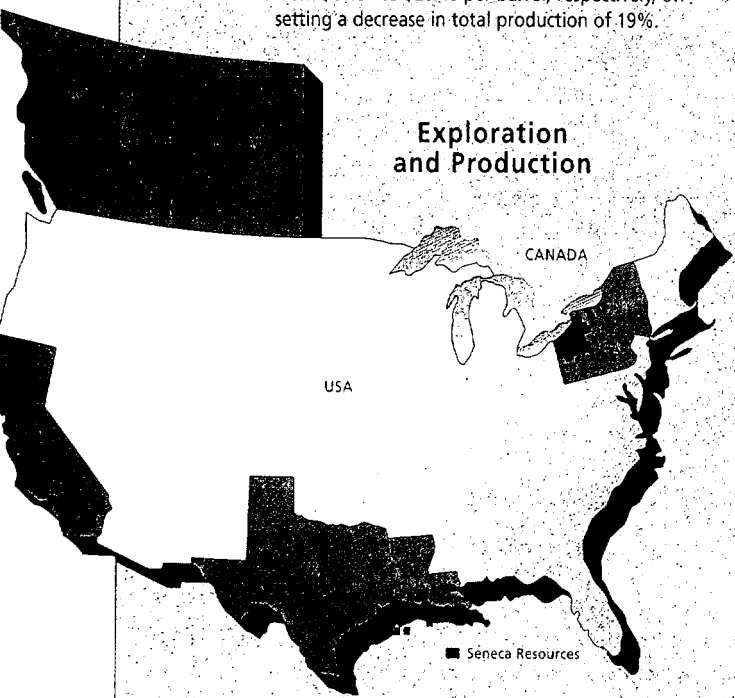 setting a decrease in total production of 19%.
Exploration
and Production
CANADA
USA
Seneca Resources